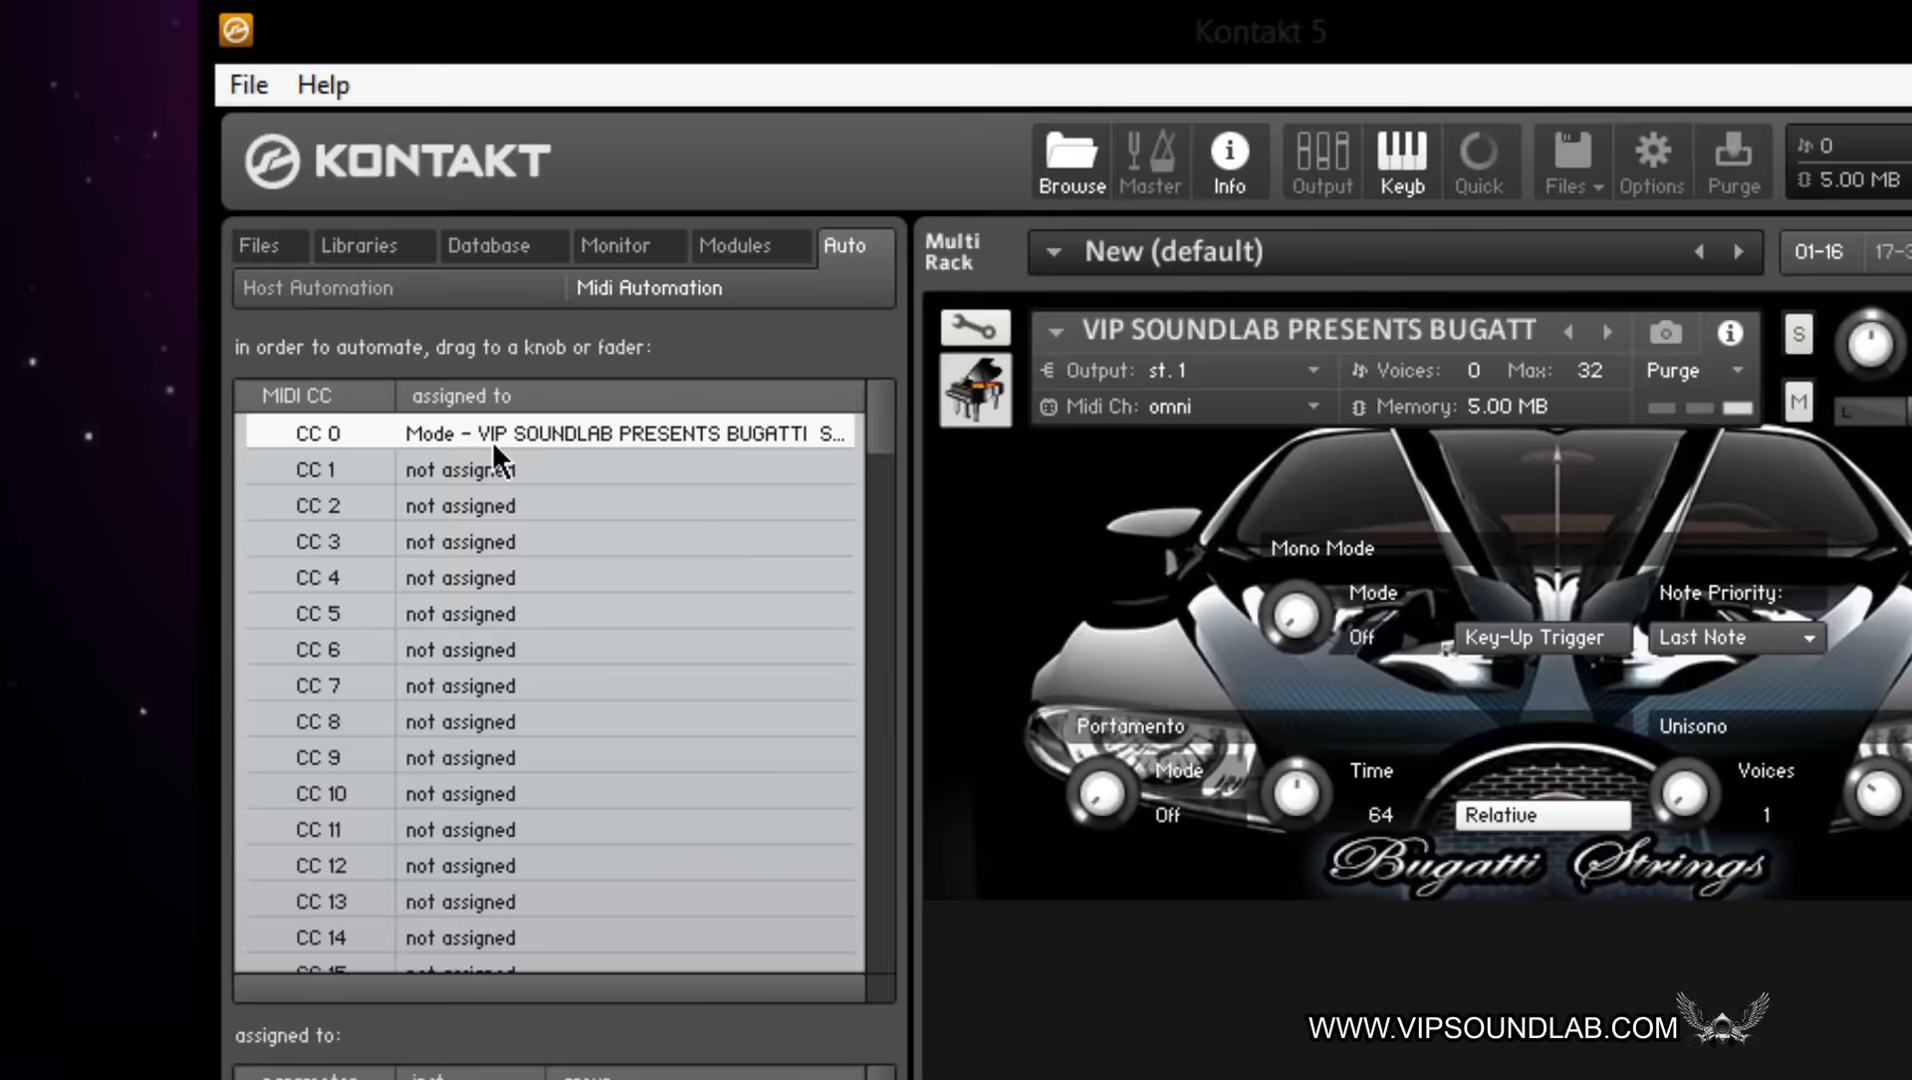 Kontakt 5
File Help
KONTAKT
Browse Master Info Output Keyb Quick Files Options Purge
0
5.00 MB
Files Libraries Database Monitor Modules Auto
Host Automation Midi Automation
in order to automate, drag to a knob or fader:
MIDI CC assigned to
CC 0 Mode - VIP SOUNDLAB PRESENTS BUGATTI S...
CC 1 not assigned
CC 2 not assigned
CC 3 not assigned
CC 4 not assigned
CC 5 not assigned
CC 6 not assigned
CC 7 not assigned
CC 8 not assigned
CC 9 not assigned
CC 10 not assigned
CC 11 not assigned
CC 12 not assigned
CC 13 not assigned
CC 14 not assigned
CC 15 not assigned
assigned to:
Multi
Rack
New (default)
01-16 17-3
VIP SOUNDLAB PRESENTS BUGATT
S
Output: st. 1 Voices: 0 Max: 32 Purge
Midi Ch: omni Memory: 5.00 MB
M
L
Mono Mode
Mode Note Priority:
Off Key-Up Trigger Last Note
Portamento Unisono
Mode Time Voices
Off 64 Relative 1
Bugatti Strings
WWW.VIPSOUNDLAB.COM